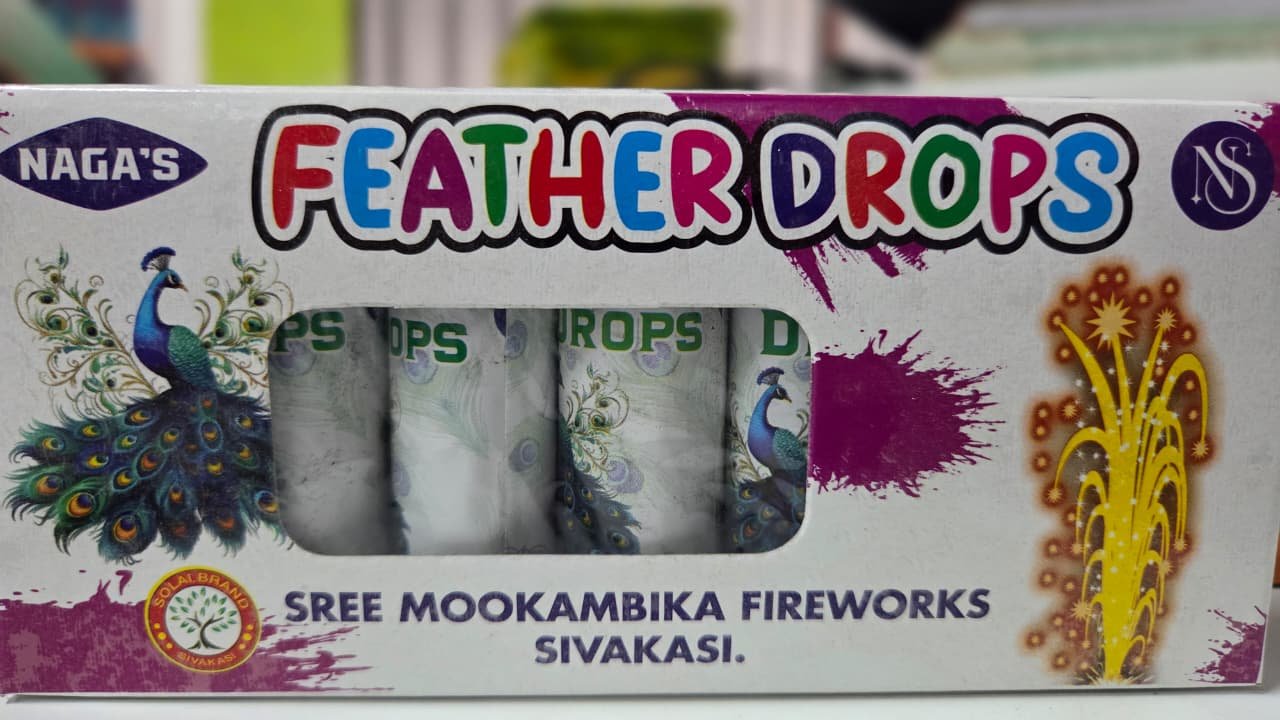 NAGA'S
FEATHER DROPS
NS
PS
OPS
DROPS
D
SOLAI BRAND
SIVAKASI
SREE MOOKAMBIKA FIREWORKS
SIVAKASI.